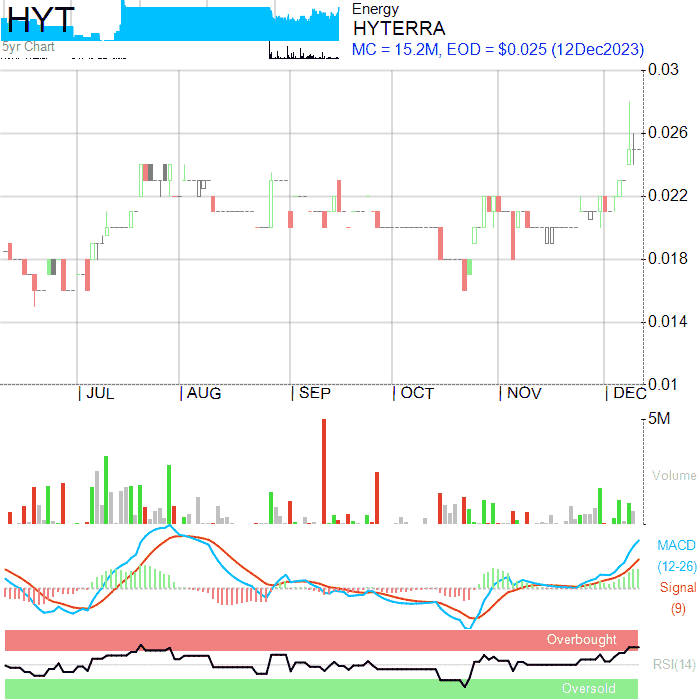 HYT
5yr Chart
Energy
HYTERRA
MC = 15.2M, EOD = $0.025 (12Dec2023)
0.03
0.026
0.022
0.018
0.014
0.01
JUL
AUG
SEP
OCT
NOV
DEC
5M
Volume
MACD
(12-26)
Signal
(9)
Overbought
RSI(14)
Oversold